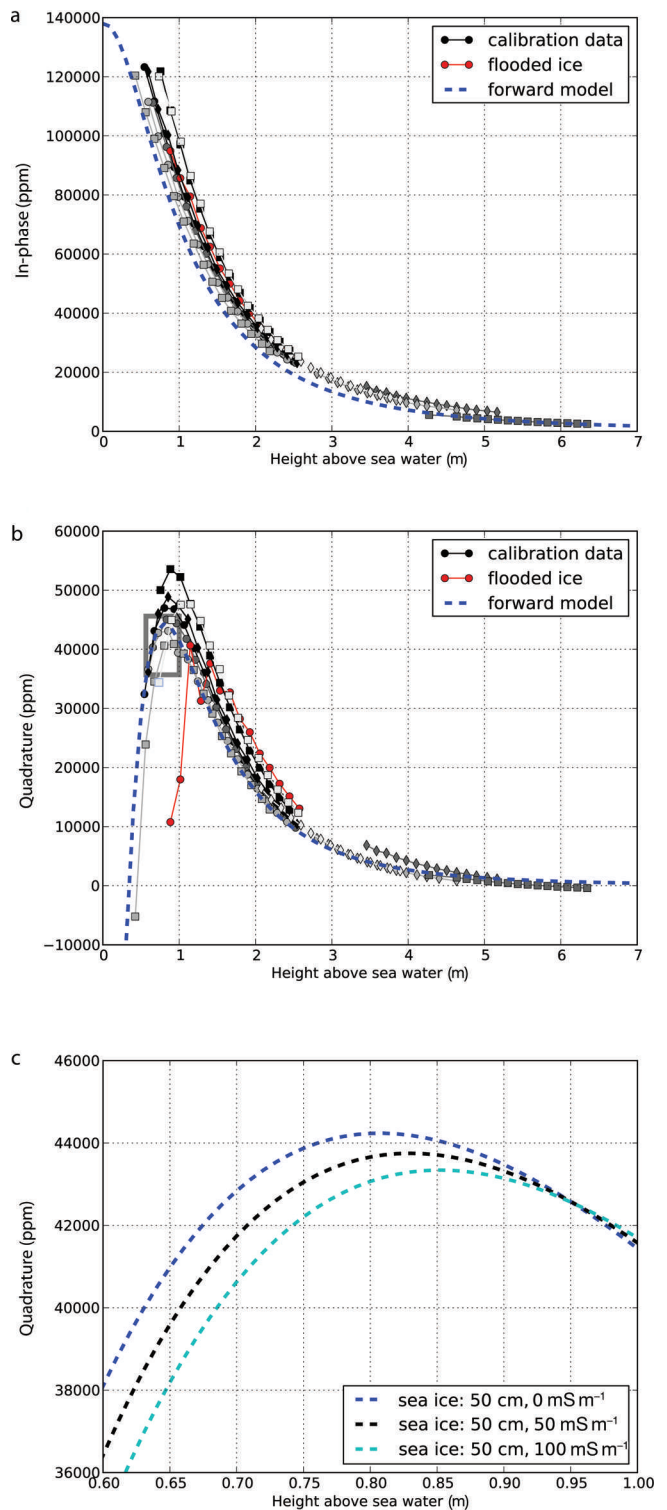 a
140000
120000
100000
80000
60000
40000
20000
0
In-phase (ppm)
calibration data
flooded ice
forward model
0 1 2 3 4 5 6 7
Height above sea water (m)
b
60000
50000
40000
30000
20000
10000
0
−10000
Quadrature (ppm)
calibration data
flooded ice
forward model
0 1 2 3 4 5 6 7
Height above sea water (m)
c
46000
44000
42000
40000
38000
36000
Quadrature (ppm)
sea ice: 50 cm, 0 mS m⁻¹
sea ice: 50 cm, 50 mS m⁻¹
sea ice: 50 cm, 100 mS m⁻¹
0.60 0.65 0.70 0.75 0.80 0.85 0.90 0.95 1.00
Height above sea water (m)